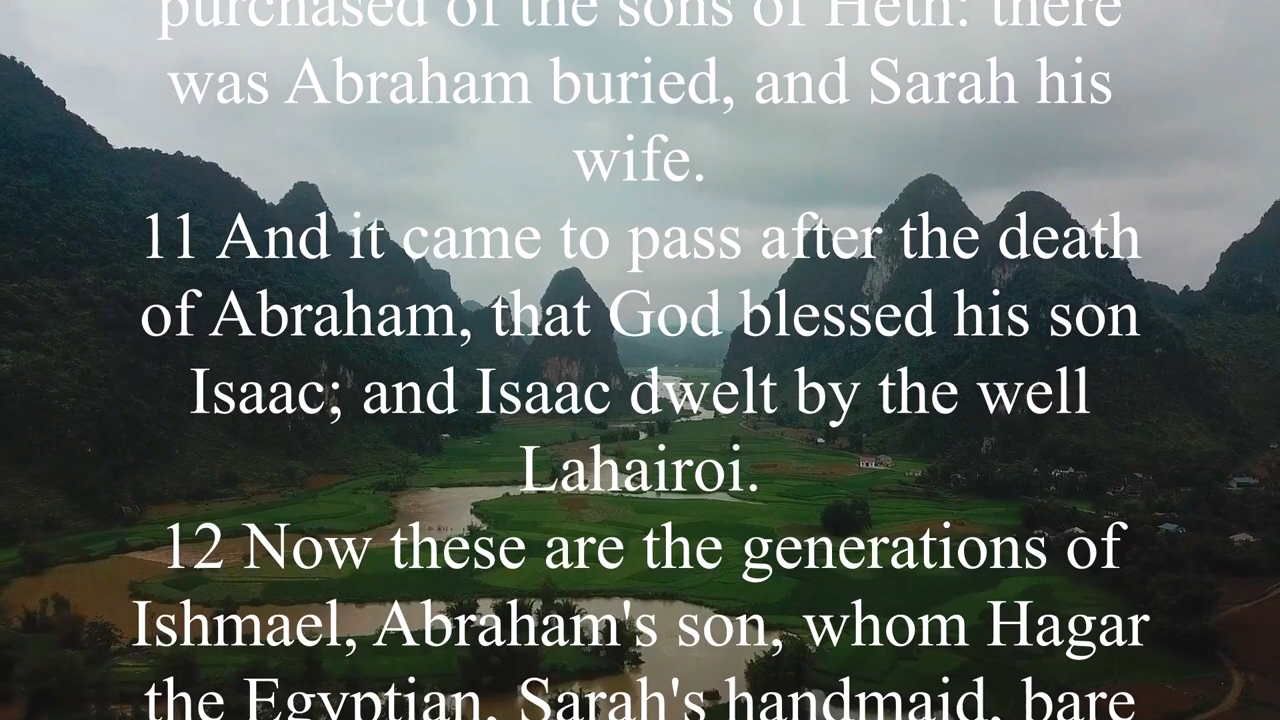 purchased of the sons of Heth: there
was Abraham buried, and Sarah his
wife.
11 And it came to pass after the death
of Abraham, that God blessed his son
Isaac; and Isaac dwelt by the well
Lahairoi.
12 Now these are the generations of
Ishmael, Abraham's son, whom Hagar
the Egyptian, Sarah's handmaid, bare